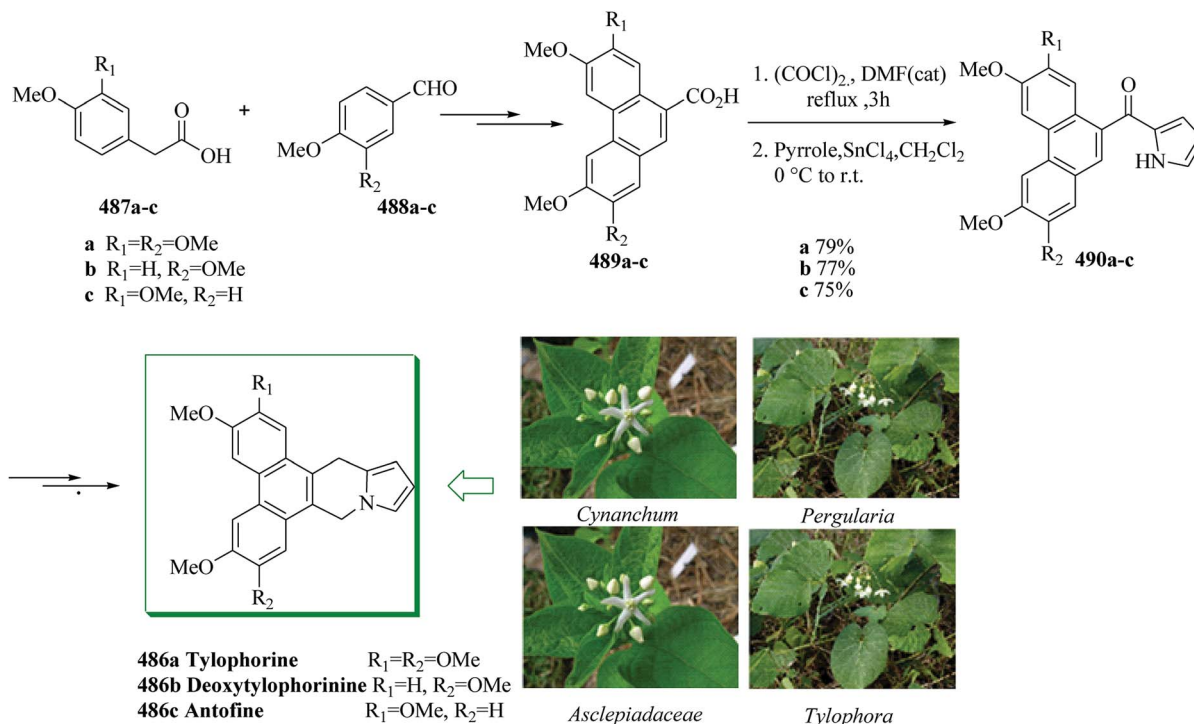 R1
MeO
O
OH
487a-c
+
CHO
MeO
R2
488a-c
a R1=R2=OMe
b R1=H, R2=OMe
c R1=OMe, R2=H
R1
MeO
CO2H
MeO
R2
489a-c
1. (COCl)2., DMF(cat)
reflux ,3h
2. Pyrrole,SnCl4,CH2Cl2
0 °C to r.t.
a 79%
b 77%
c 75%
R1
MeO
O
HN
MeO
R2
490a-c
R1
MeO
N
MeO
R2
486a Tylophorine R1=R2=OMe
486b Deoxytylophorinine R1=H, R2=OMe
486c Antofine R1=OMe, R2=H
Cynanchum
Pergularia
Asclepiadaceae
Tylophora